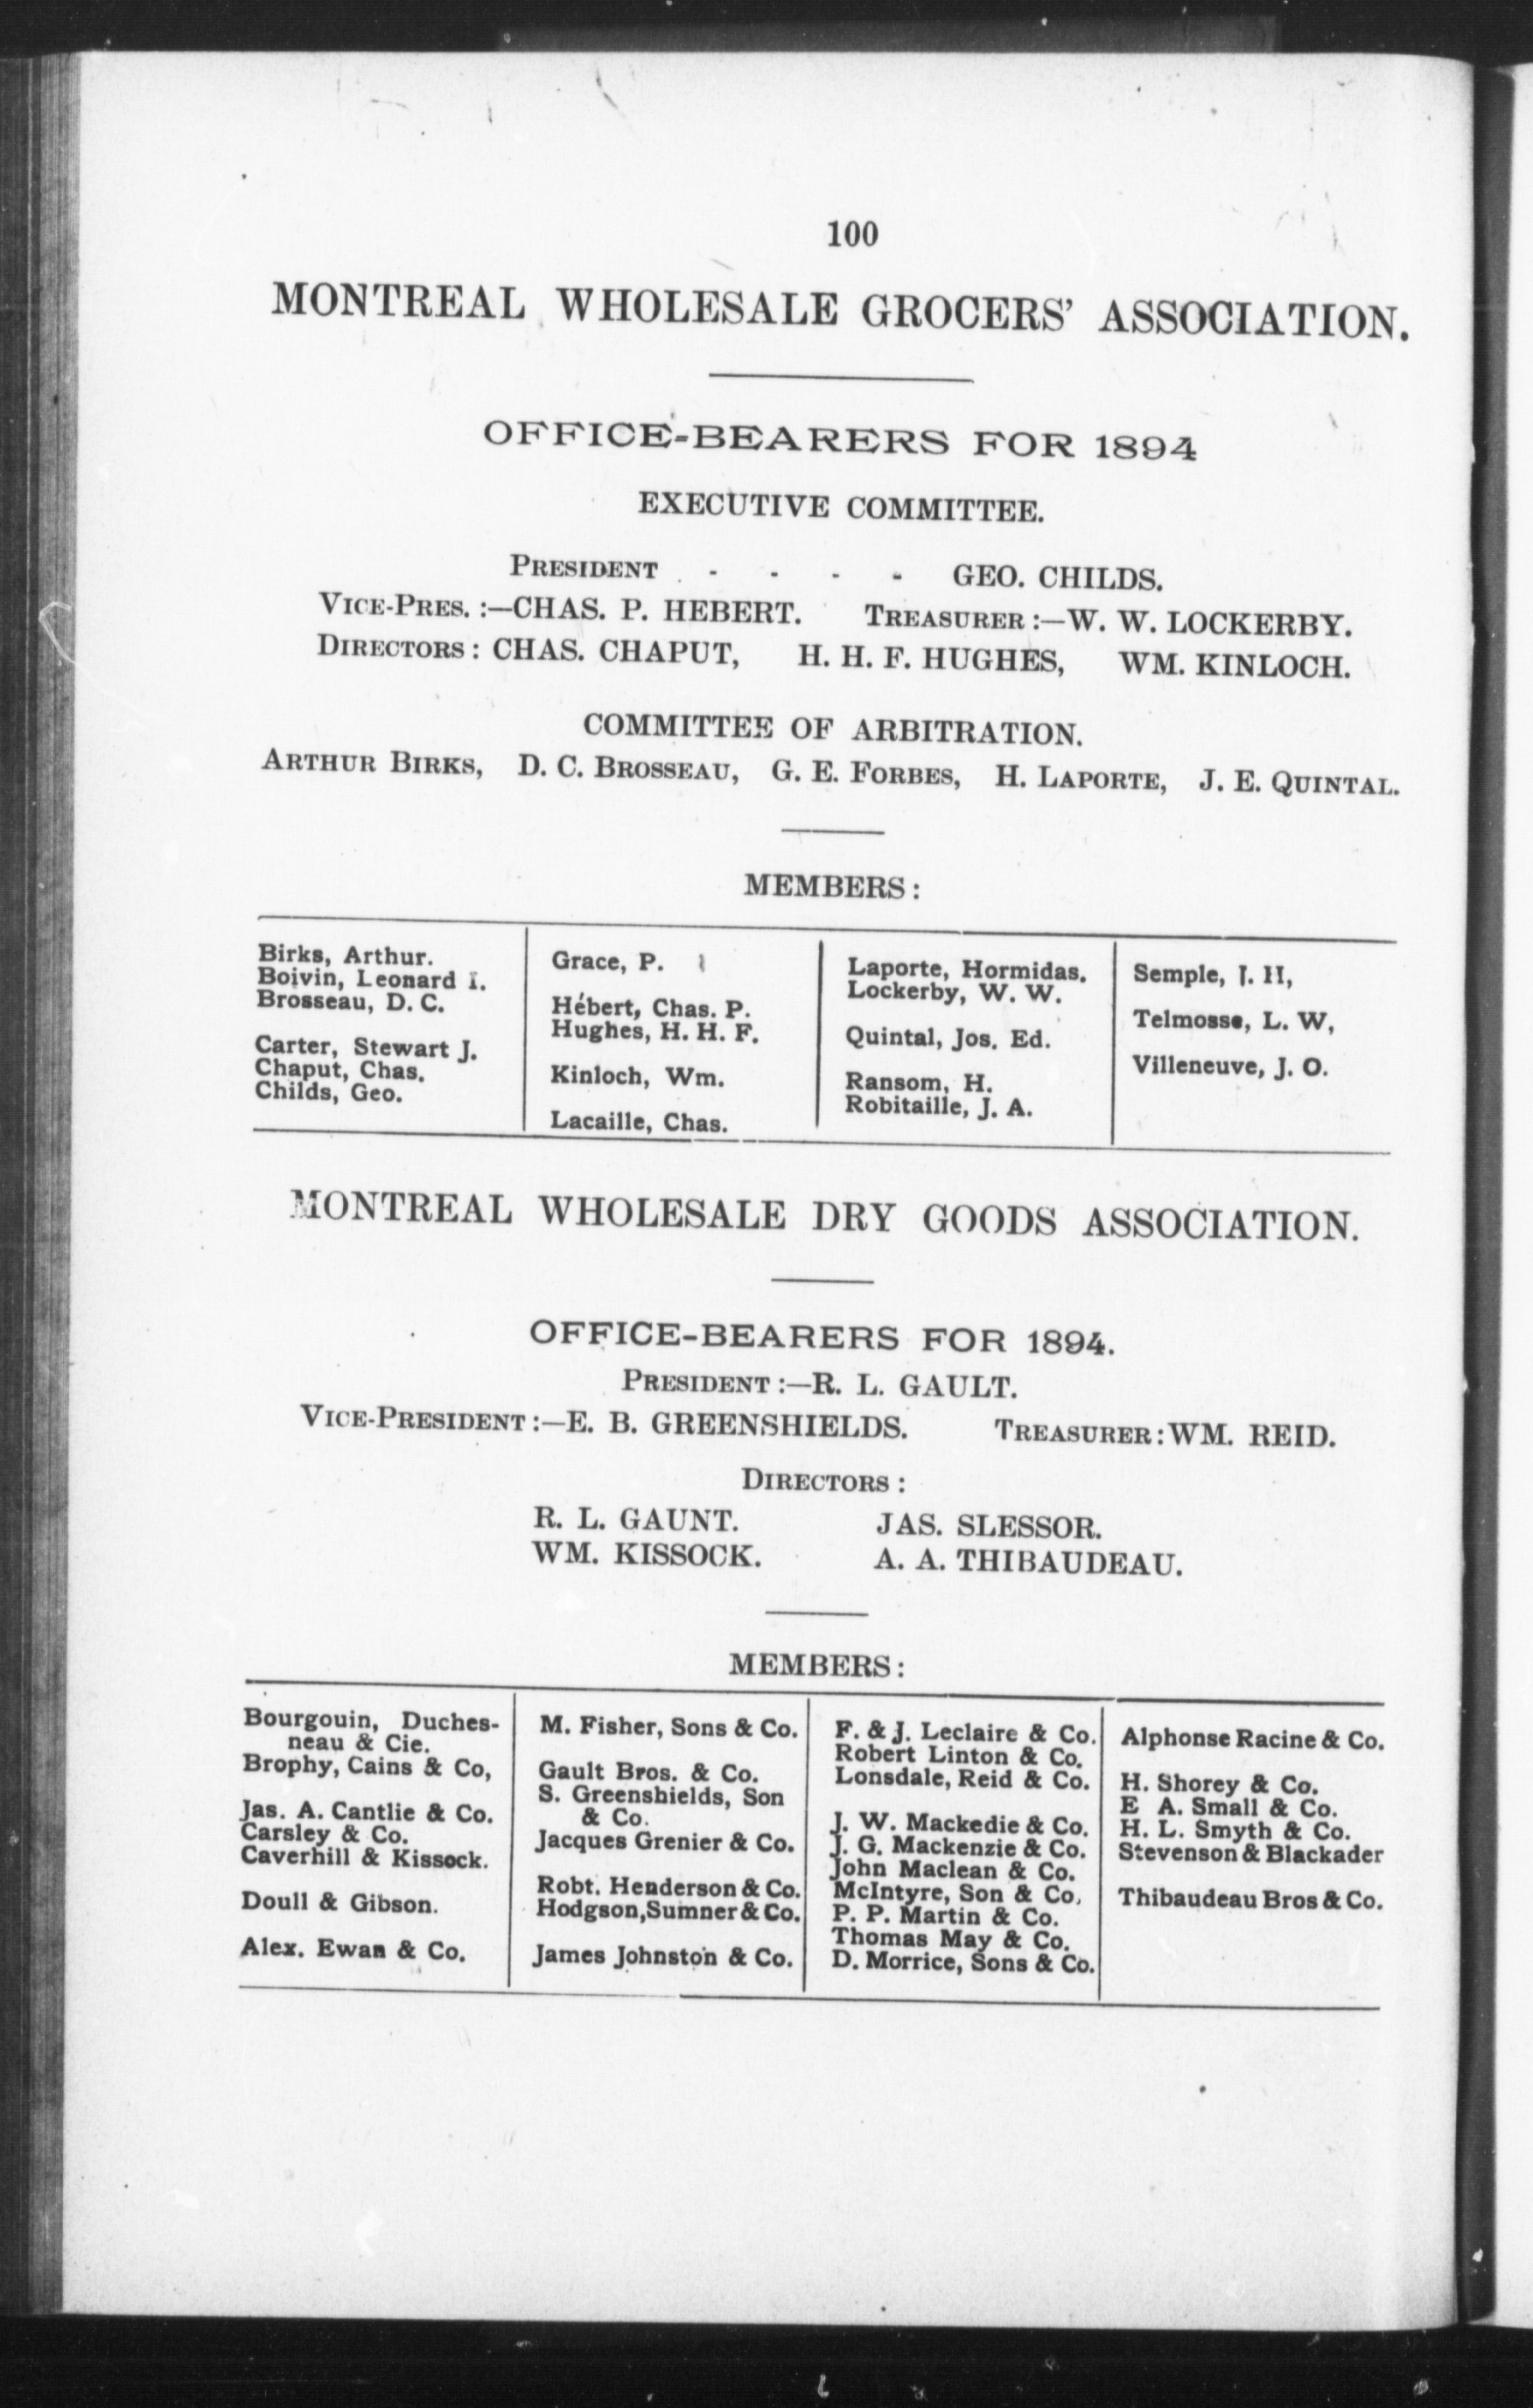 100
MONTREAL WHOLESALE GROCERS' ASSOCIATION.
OFFICE-BEARERS FOR 1894
EXECUTIVE COMMITTEE.
PRESIDENT - - - - GEO. CHILDS.
VICE-PRES. :—CHAS. P. HEBERT. TREASURER :—W. W. LOCKERBY.
DIRECTORS : CHAS. CHAPUT, H. H. F. HUGHES, WM. KINLOCH.
COMMITTEE OF ARBITRATION.
ARTHUR BIRKS, D. C. BROSSEAU, G. E. FORBES, H. LAPORTE, J. E. QUINTAL.
MEMBERS :
Birks, Arthur.
Boivin, Leonard I.
Brosseau, D. C.
Carter, Stewart J.
Chaput, Chas.
Childs, Geo.
Grace, P.
Hébert, Chas. P.
Hughes, H. H. F.
Kinloch, Wm.
Lacaille, Chas.
Laporte, Hormidas.
Lockerby, W. W.
Quintal, Jos. Ed.
Ransom, H.
Robitaille, J. A.
Semple, J. H,
Telmosse, L. W,
Villeneuve, J. O.
MONTREAL WHOLESALE DRY GOODS ASSOCIATION.
OFFICE-BEARERS FOR 1894.
PRESIDENT :—R. L. GAULT.
VICE-PRESIDENT :—E. B. GREENSHIELDS. TREASURER : WM. REID.
DIRECTORS :
R. L. GAUNT. JAS. SLESSOR.
WM. KISSOCK. A. A. THIBAUDEAU.
MEMBERS :
Bourgouin, Duches-
neau & Cie.
Brophy, Cains & Co,
Jas. A. Cantlie & Co.
Carsley & Co.
Caverhill & Kissock.
Doull & Gibson.
Alex. Ewan & Co.
M. Fisher, Sons & Co.
Gault Bros. & Co.
S. Greenshields, Son
& Co.
Jacques Grenier & Co.
Robt. Henderson & Co.
Hodgson, Sumner & Co.
James Johnston & Co.
F. & J. Leclaire & Co.
Robert Linton & Co.
Lonsdale, Reid & Co.
J. W. Mackedie & Co.
J. G. Mackenzie & Co.
John Maclean & Co.
McIntyre, Son & Co,
P. P. Martin & Co.
Thomas May & Co.
D. Morrice, Sons & Co.
Alphonse Racine & Co.
H. Shorey & Co.
E A. Small & Co.
H. L. Smyth & Co.
Stevenson & Blackader
Thibaudeau Bros & Co.